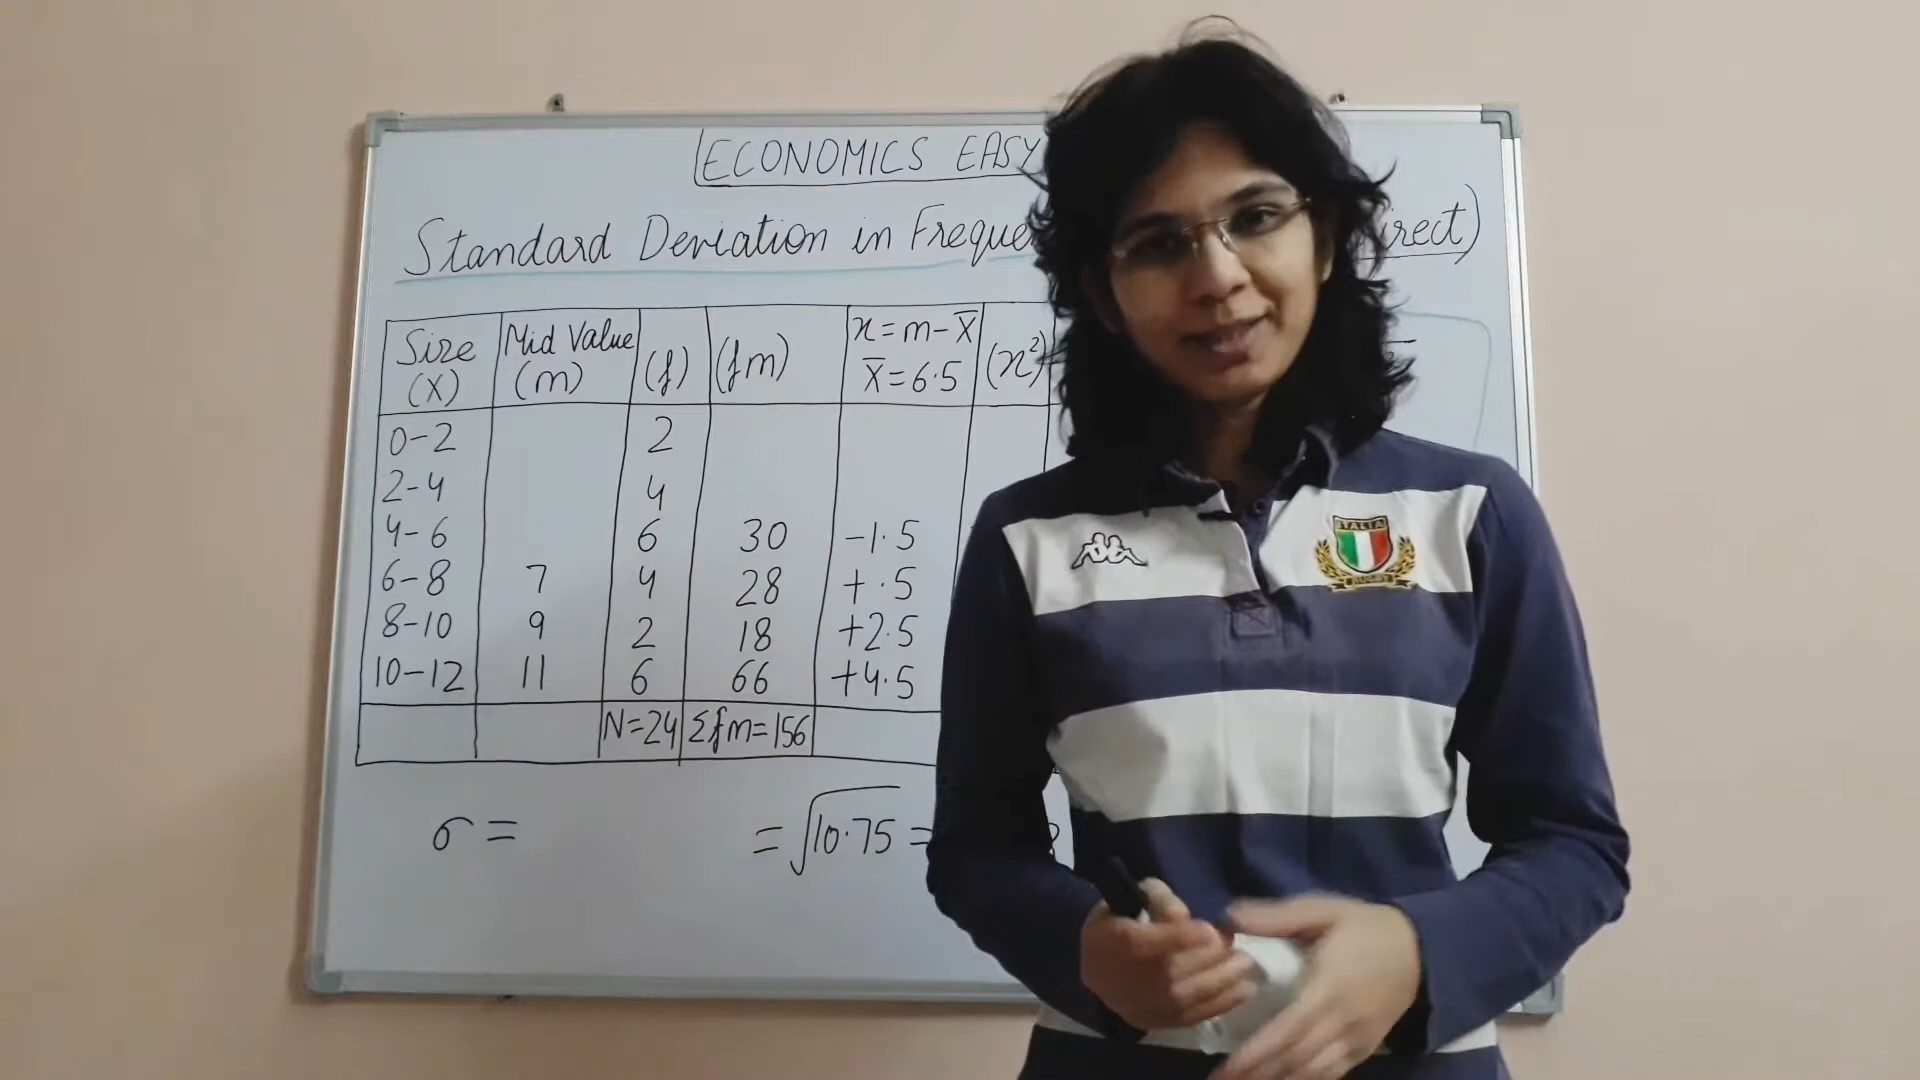 ECONOMICS EASY
Standard Deviation in Freque irect)
Size (X) Mid Value (m) (f) (fm) x=m-X̅ X̅=6.5 (x²)
0-2 2
2-4 4
4-6 6 30 -1.5
6-8 7 4 28 +.5
8-10 9 2 18 +2.5
10-12 11 6 66 +4.5
N=24 Σfm=156
σ = = √10.75 =
ITALIA
RUGBY